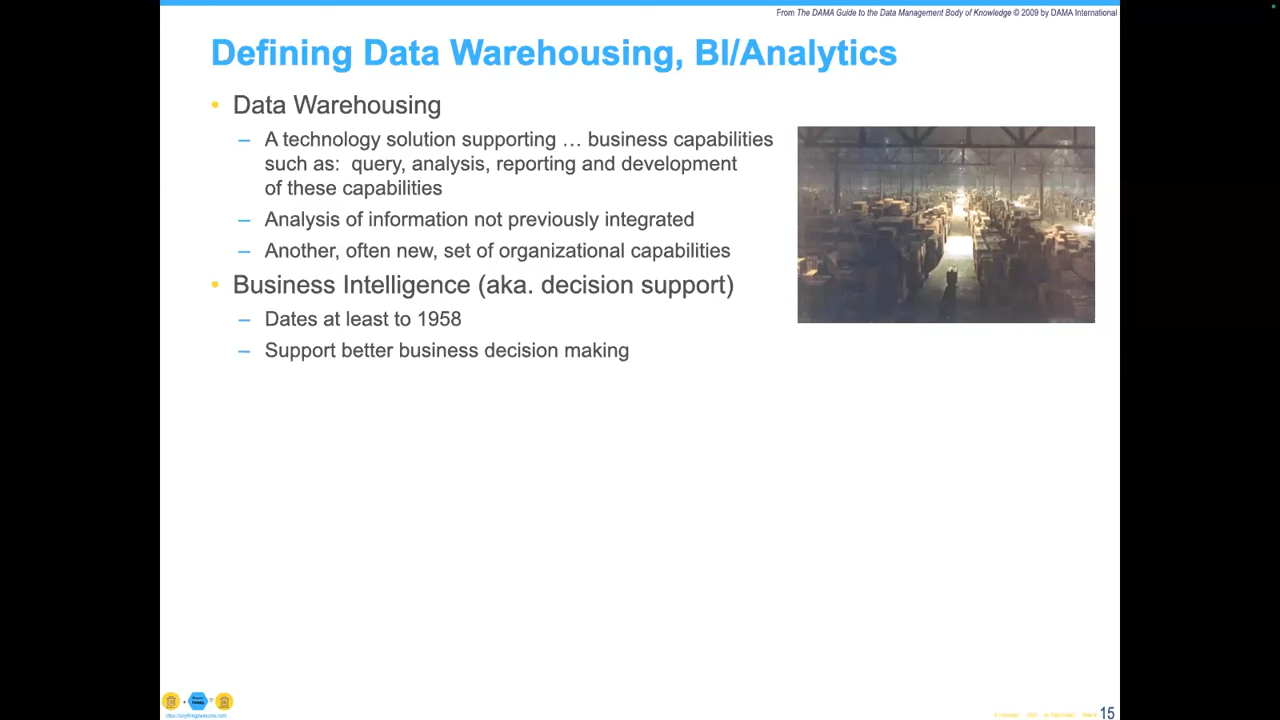 From The DAMA Guide to the Data Management Body of Knowledge © 2009 by DAMA International
Defining Data Warehousing, BI/Analytics
• Data Warehousing
– A technology solution supporting … business capabilities
such as:  query, analysis, reporting and development
of these capabilities
– Analysis of information not previously integrated
– Another, often new, set of organizational capabilities
• Business Intelligence (aka. decision support)
– Dates at least to 1958
– Support better business decision making
https://anythingawesome.com
15